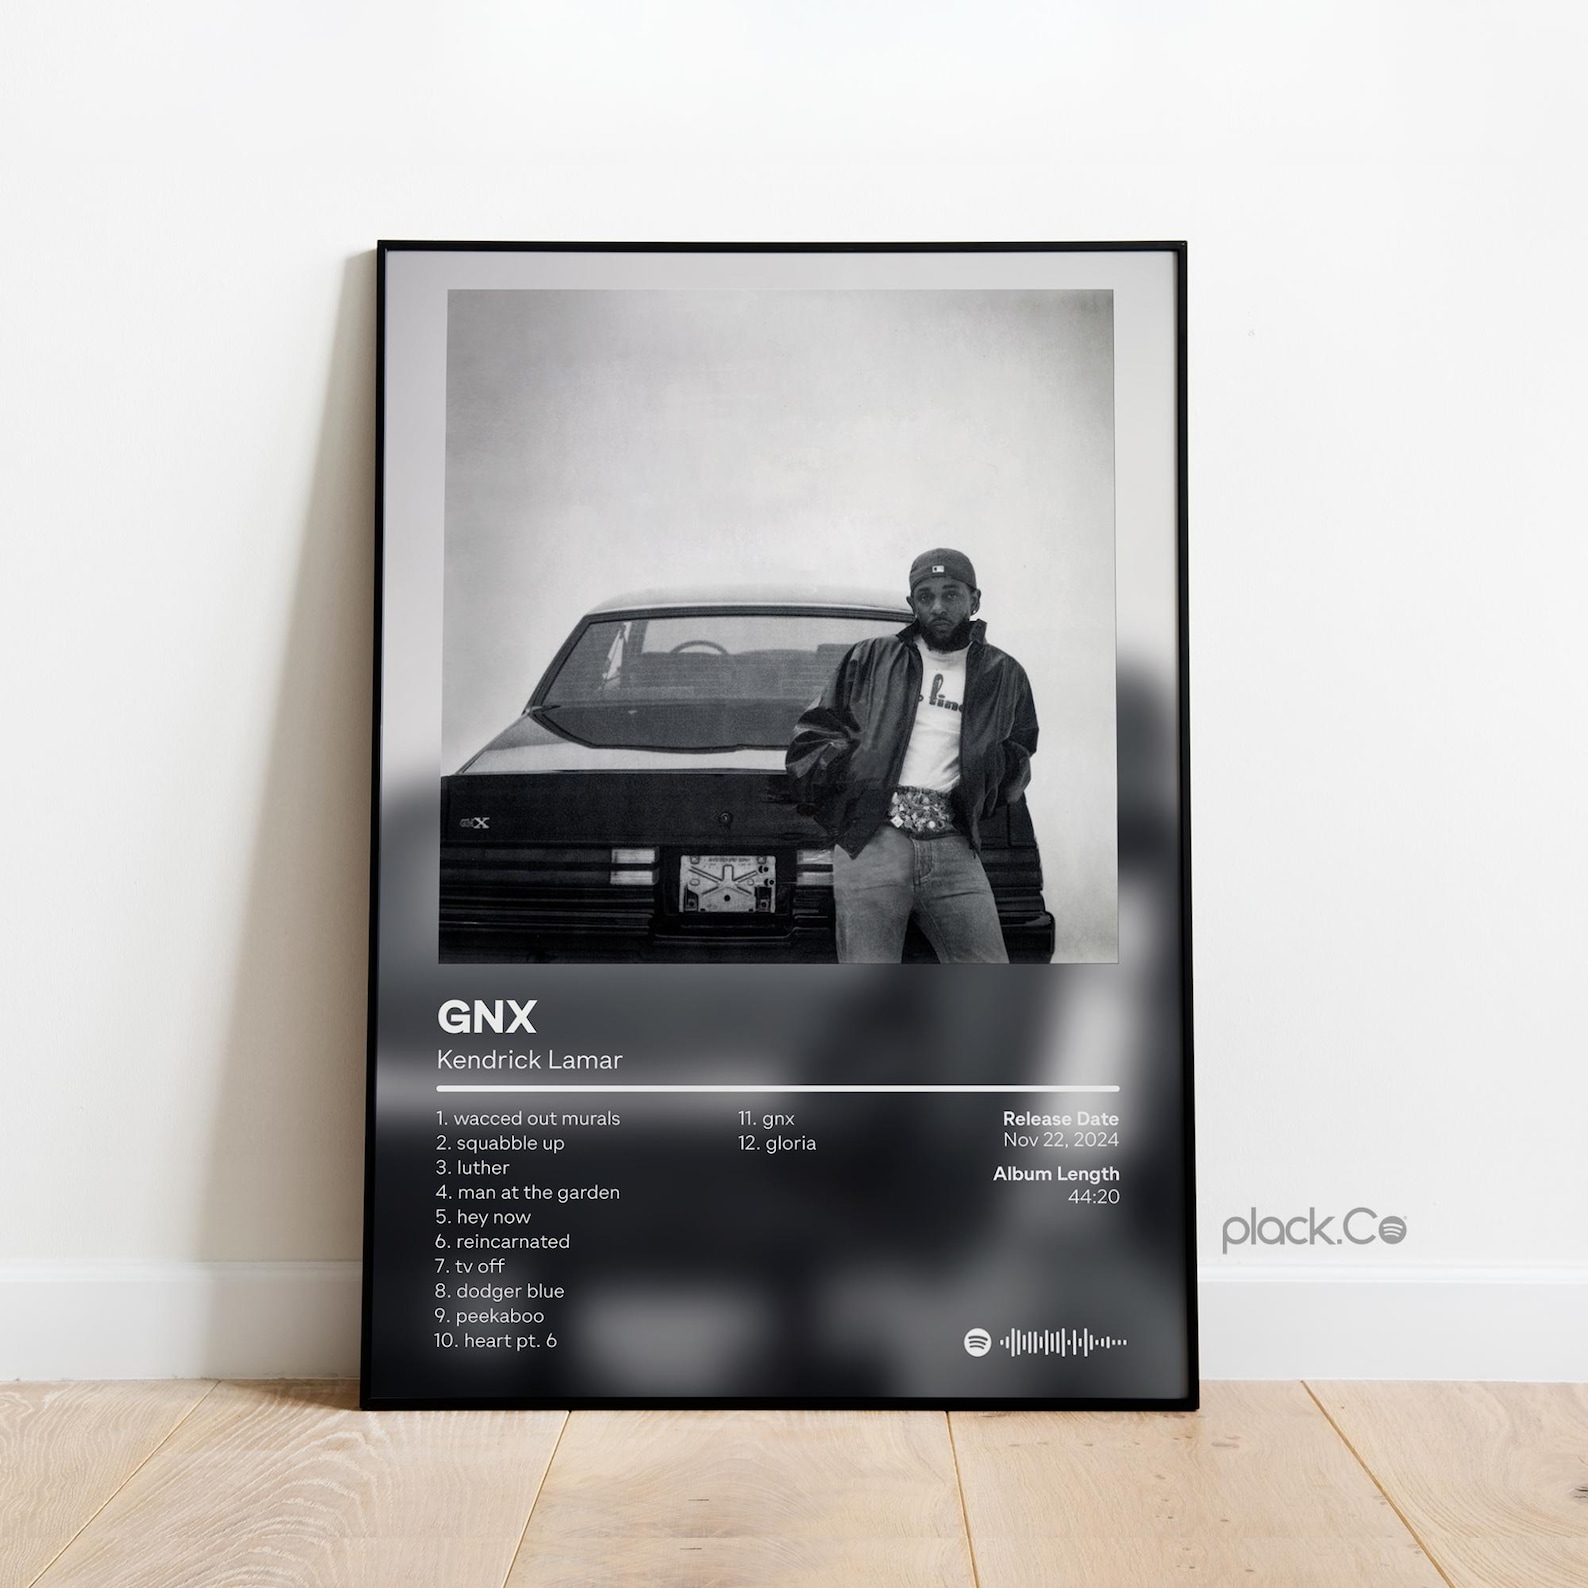 GNX
GNX
Kendrick Lamar
1. wacced out murals
2. squabble up
3. luther
4. man at the garden
5. hey now
6. reincarnated
7. tv off
8. dodger blue
9. peekaboo
10. heart pt. 6
11. gnx
12. gloria
Release Date
Nov 22, 2024
Album Length
44:20
plack.Co